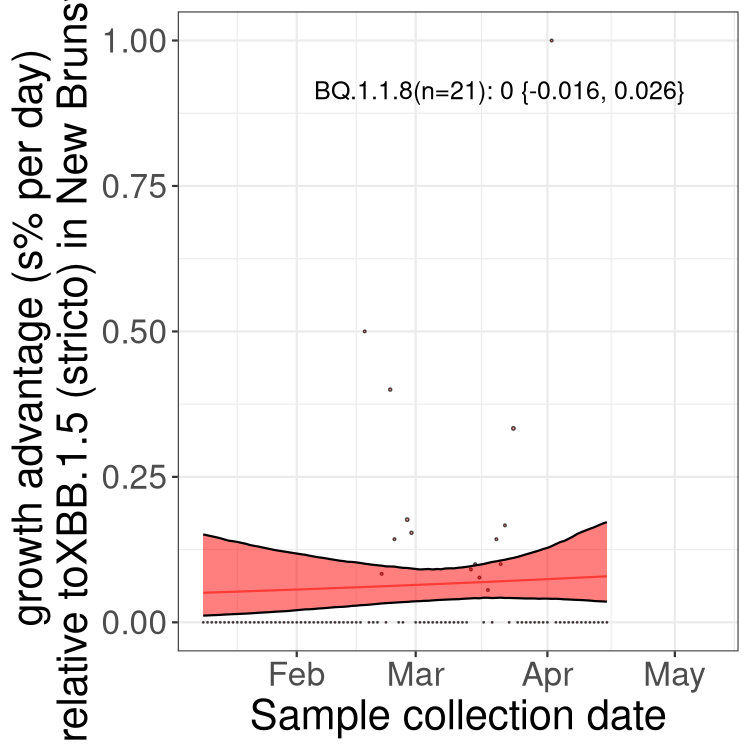 growth advantage (s% per day)
relative toXBB.1.5 (stricto) in New Bruns
1.00
0.75
0.50
0.25
0.00
BQ.1.1.8(n=21): 0 {-0.016, 0.026}
Feb Mar Apr May
Sample collection date